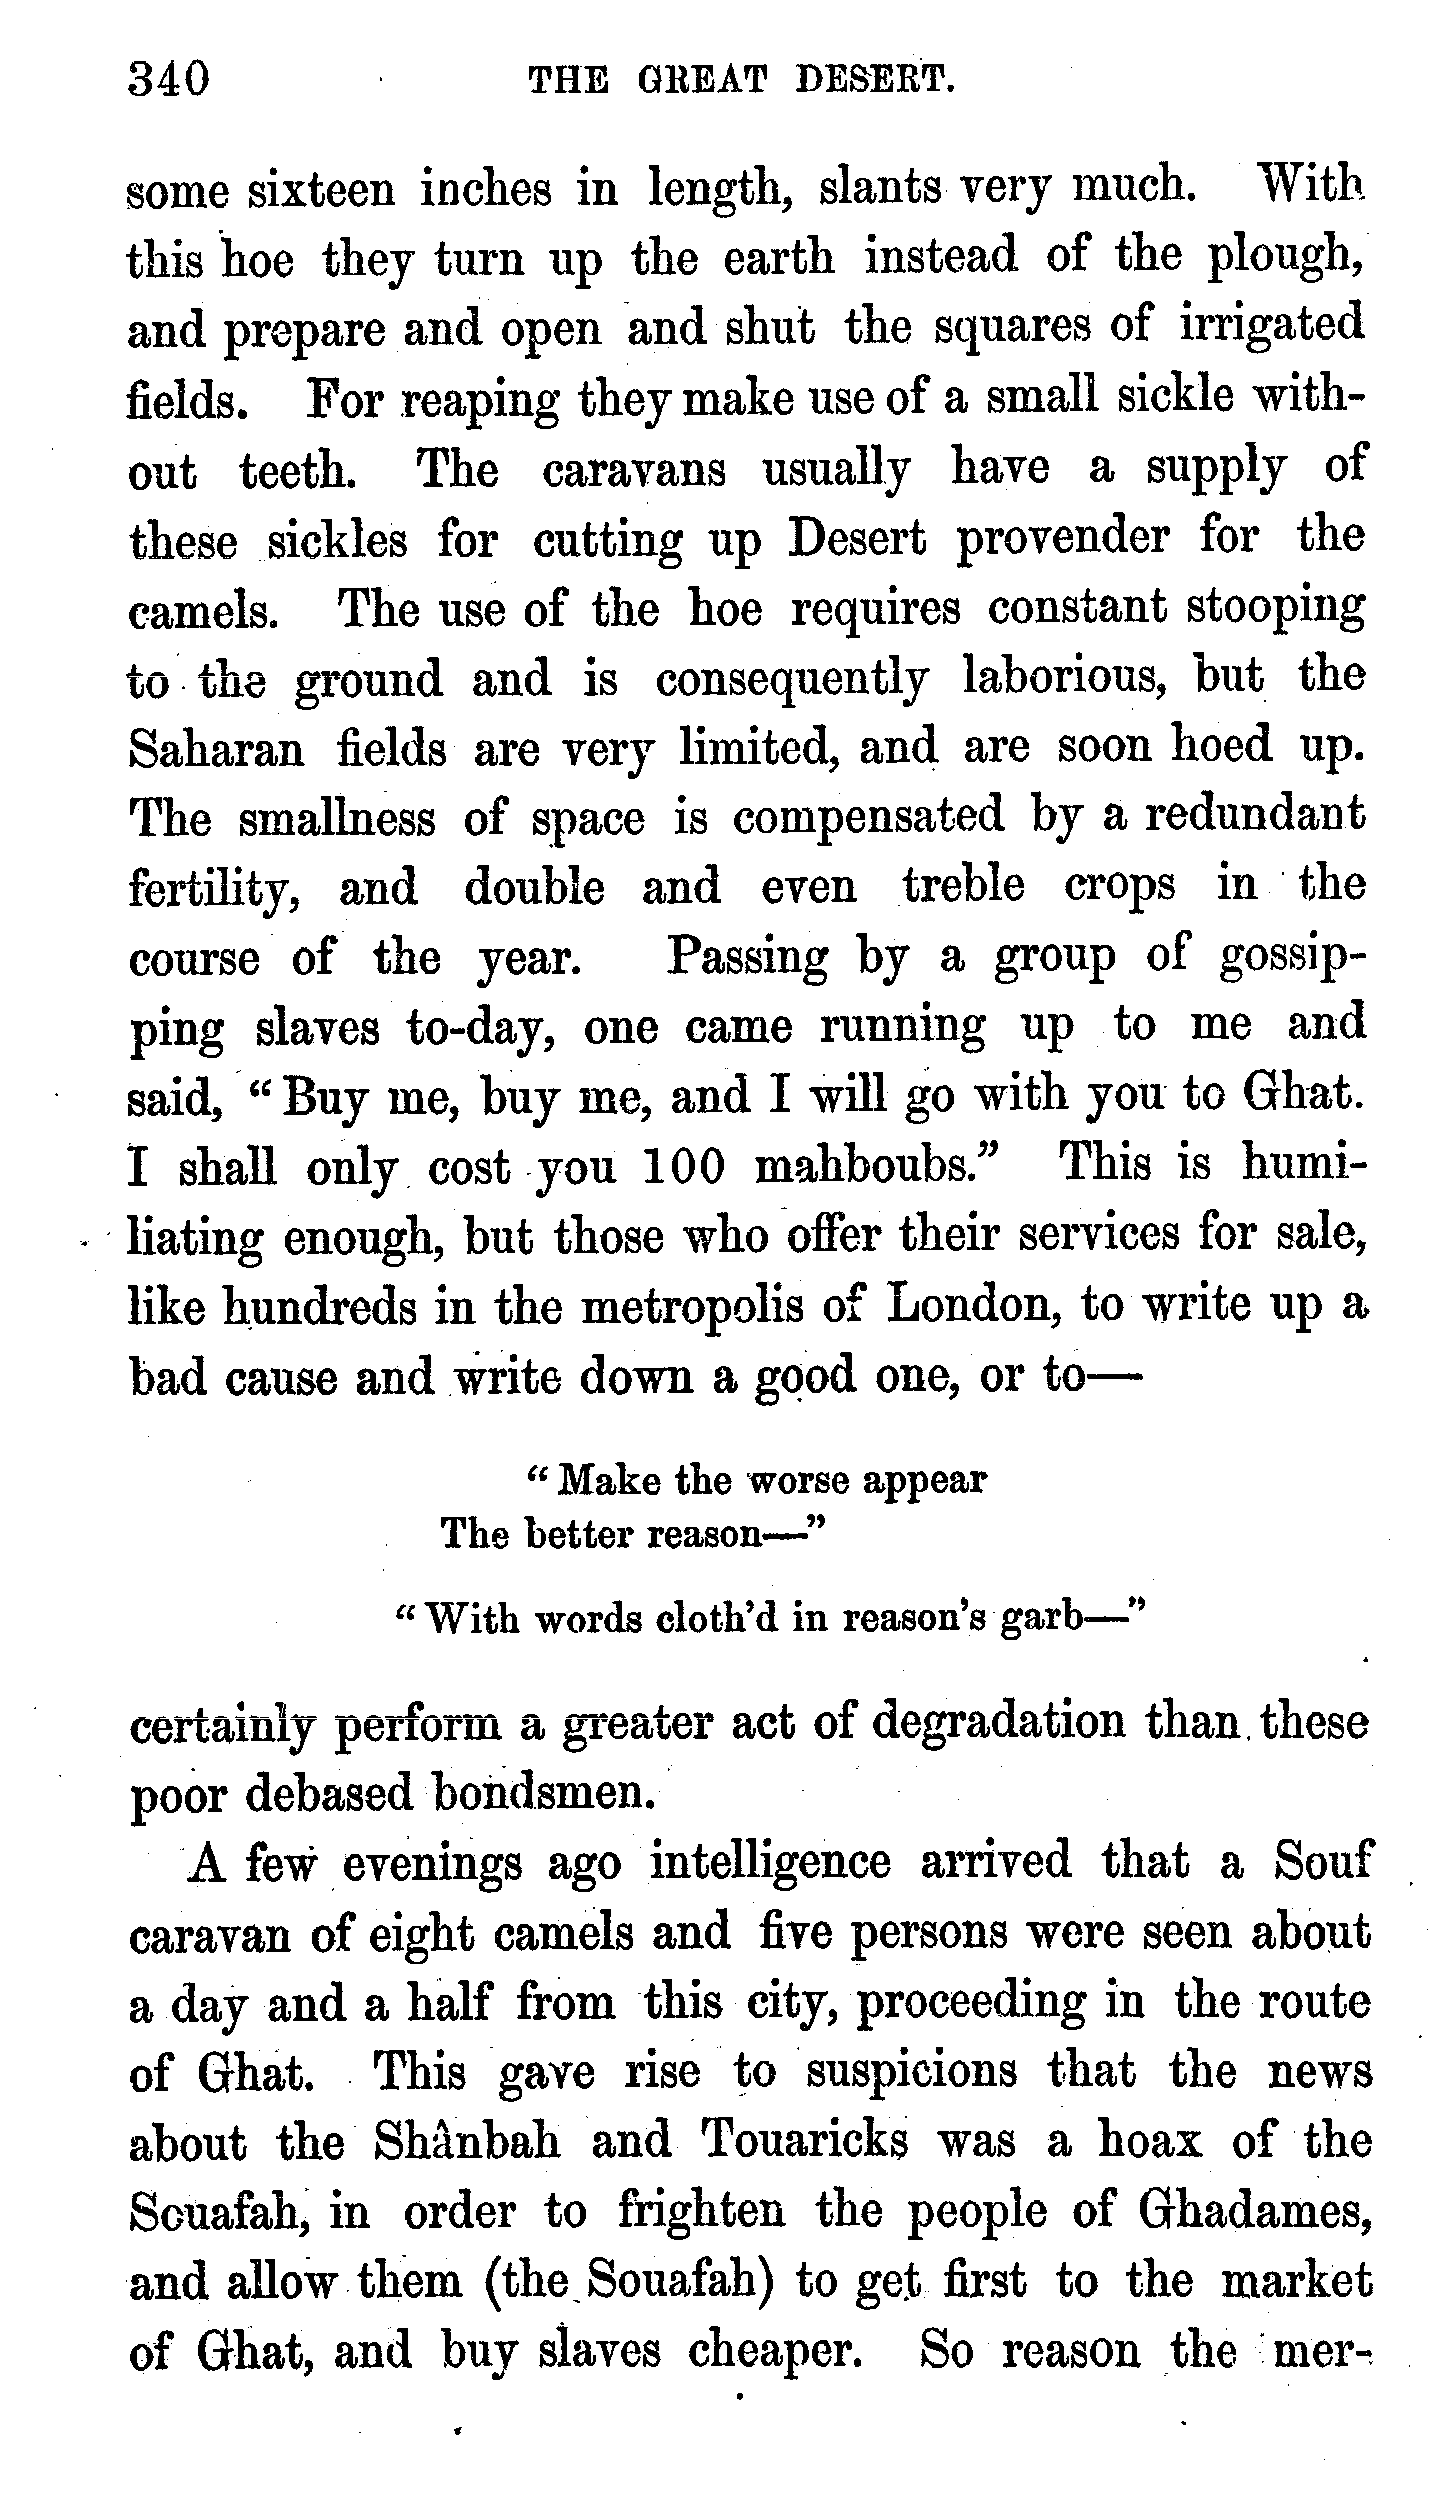 340 THE GREAT DESERT.
some sixteen inches in length, slants very much. With
this hoe they turn up the earth instead of the plough,
and prepare and open and shut the squares of irrigated
fields. For reaping they make use of a small sickle with-
out teeth. The caravans usually have a supply of
these sickles for cutting up Desert provender for the
camels. The use of the hoe requires constant stooping
to the ground and is consequently laborious, but the
Saharan fields are very limited, and are soon hoed up.
The smallness of space is compensated by a redundant
fertility, and double and even treble crops in the
course of the year. Passing by a group of gossip-
ping slaves to-day, one came running up to me and
said, “Buy me, buy me, and I will go with you to Ghat.
I shall only cost you 100 mahboubs.” This is humi-
liating enough, but those who offer their services for sale,
like hundreds in the metropolis of London, to write up a
bad cause and write down a good one, or to—
“Make the worse appear
The better reason—”
“With words cloth’d in reason’s garb—”
certainly perform a greater act of degradation than these
poor debased bondsmen.
A few evenings ago intelligence arrived that a Souf
caravan of eight camels and five persons were seen about
a day and a half from this city, proceeding in the route
of Ghat. This gave rise to suspicions that the news
about the Shânbah and Touaricks was a hoax of the
Souafah, in order to frighten the people of Ghadames,
and allow them (the Souafah) to get first to the market
of Ghat, and buy slaves cheaper. So reason the mer-